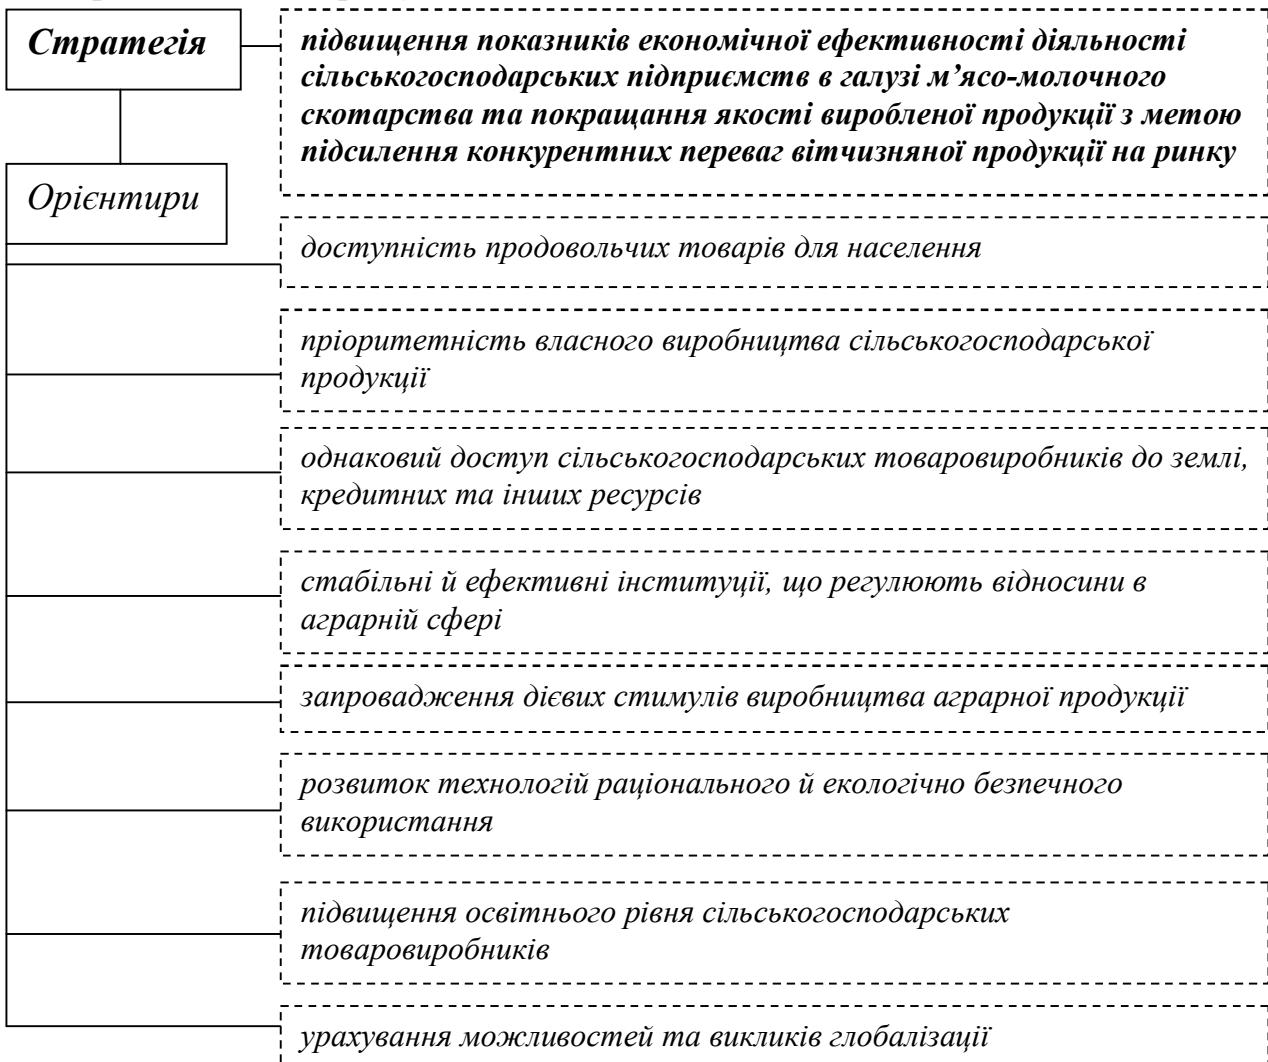 Стратегія
підвищення показників економічної ефективності діяльності
сільськогосподарських підприємств в галузі м’ясо-молочного
скотарства та покращання якості виробленої продукції з метою
підсилення конкурентних переваг вітчизняної продукції на ринку
Орієнтири
доступність продовольчих товарів для населення
пріоритетність власного виробництва сільськогосподарської
продукції
однаковий доступ сільськогосподарських товаровиробників до землі,
кредитних та інших ресурсів
стабільні й ефективні інституції, що регулюють відносини в
аграрній сфері
запровадження дієвих стимулів виробництва аграрної продукції
розвиток технологій раціонального й екологічно безпечного
використання
підвищення освітнього рівня сільськогосподарських
товаровиробників
урахування можливостей та викликів глобалізації